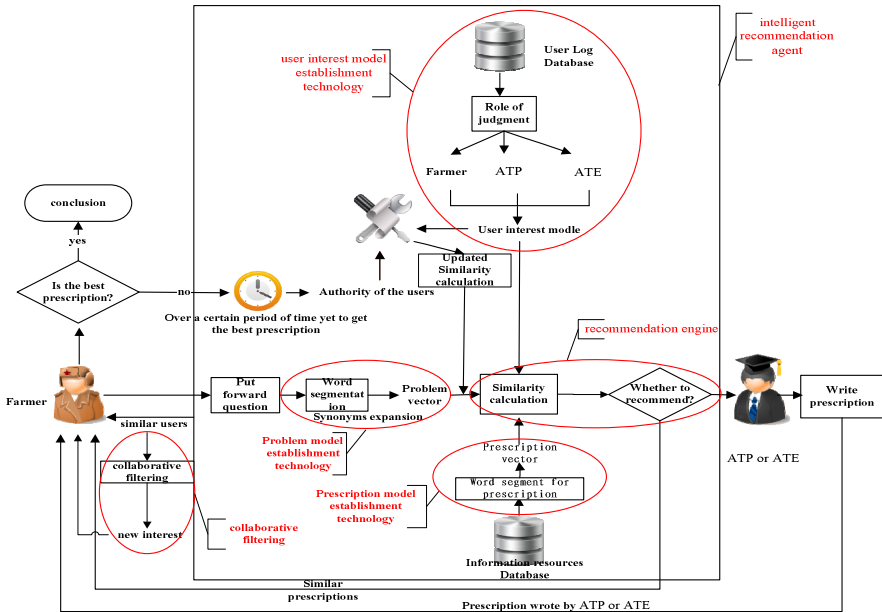 user interest model
establishment
technology
User Log
Database
intelligent
recommendation
agent
Role of
judgment
Farmer
ATP
ATE
User interest modle
conclusion
yes
Is the best
prescription?
no
Over a certain period of time yet to get
the best prescription
Authority of the users
Updated
Similarity
calculation
recommendation engine
Farmer
Put
forward
question
Word
segmentat
ion
Synonyms expansion
Problem
vector
Similarity
calculation
Whether to
recommend?
Write
prescription
ATP or ATE
similar users
collaborative
filtering
new interest
collaborative
filtering
Problem model
establishment
technology
Prescription model
establishment
technology
Prescription
vector
Word segment for
prescription
Information resources
Database
Similar
prescriptions
Prescription wrote by ATP or ATE